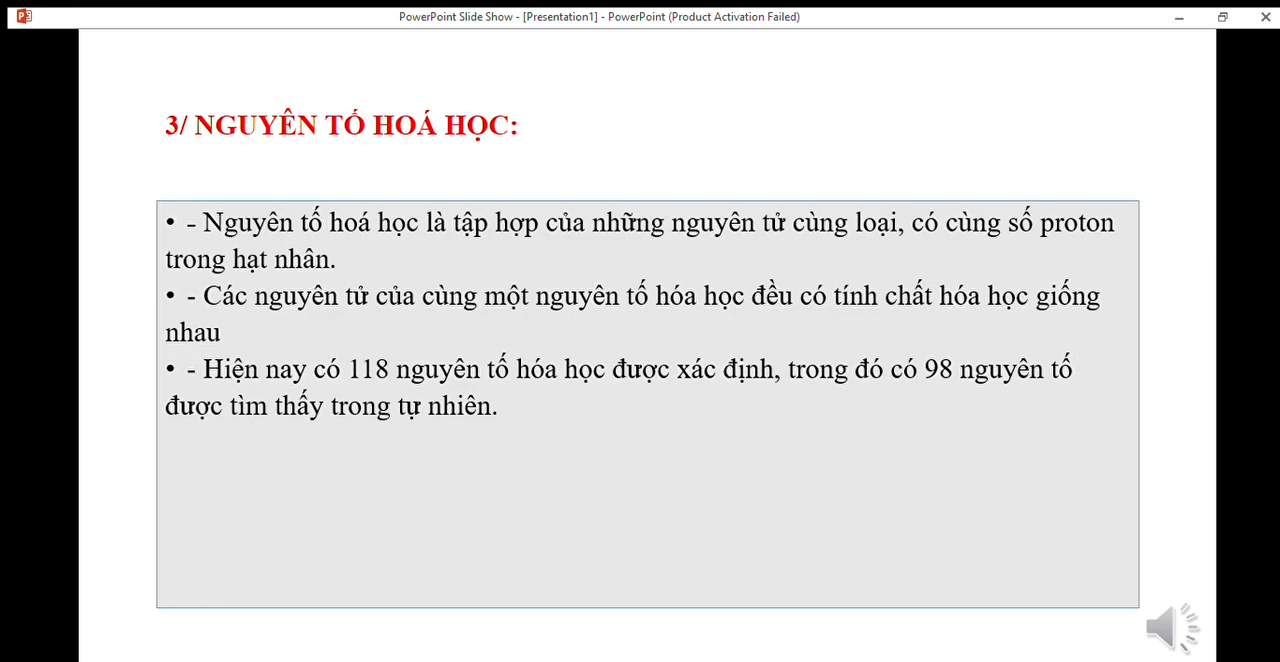 PowerPoint Slide Show - [Presentation1] - PowerPoint (Product Activation Failed)
3/ NGUYÊN TỐ HOÁ HỌC:
• - Nguyên tố hoá học là tập hợp của những nguyên tử cùng loại, có cùng số proton
trong hạt nhân.
• - Các nguyên tử của cùng một nguyên tố hóa học đều có tính chất hóa học giống
nhau
• - Hiện nay có 118 nguyên tố hóa học được xác định, trong đó có 98 nguyên tố
được tìm thấy trong tự nhiên.